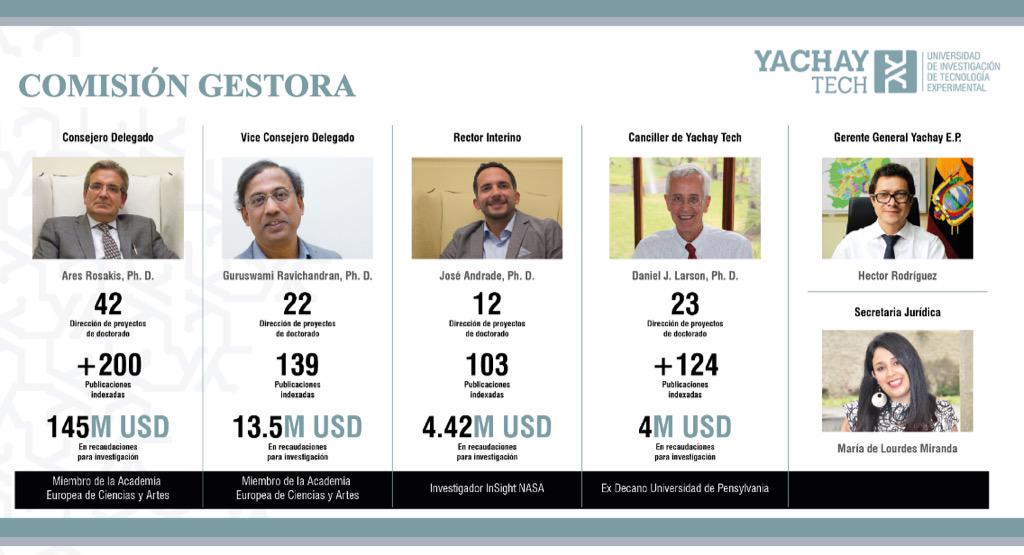 COMISIÓN GESTORA
YACHAY
TECH
UNIVERSIDAD
DE INVESTIGACIÓN
DE TECNOLOGÍA
EXPERIMENTAL
Consejero Delegado
Ares Rosakis, Ph. D.
42
Dirección de proyectos
de doctorado
+200
Publicaciones
indexadas
145M USD
En recaudaciones
para investigación
Miembro de la Academia
Europea de Ciencias y Artes
Vice Consejero Delegado
Guruswami Ravichandran, Ph. D.
22
Dirección de proyectos
de doctorado
139
Publicaciones
indexadas
13.5M USD
En recaudaciones
para investigación
Miembro de la Academia
Europea de Ciencias y Artes
Rector Interino
José Andrade, Ph. D.
12
Dirección de proyectos
de doctorado
103
Publicaciones
indexadas
4.42M USD
En recaudaciones
para investigación
Investigador InSight NASA
Canciller de Yachay Tech
Daniel J. Larson, Ph. D.
23
Dirección de proyectos
de doctorado
+124
Publicaciones
indexadas
4M USD
En recaudaciones
para investigación
Ex Decano Universidad de Pensylvania
Gerente General Yachay E.P.
Hector Rodríguez
Secretaria Jurídica
María de Lourdes Miranda